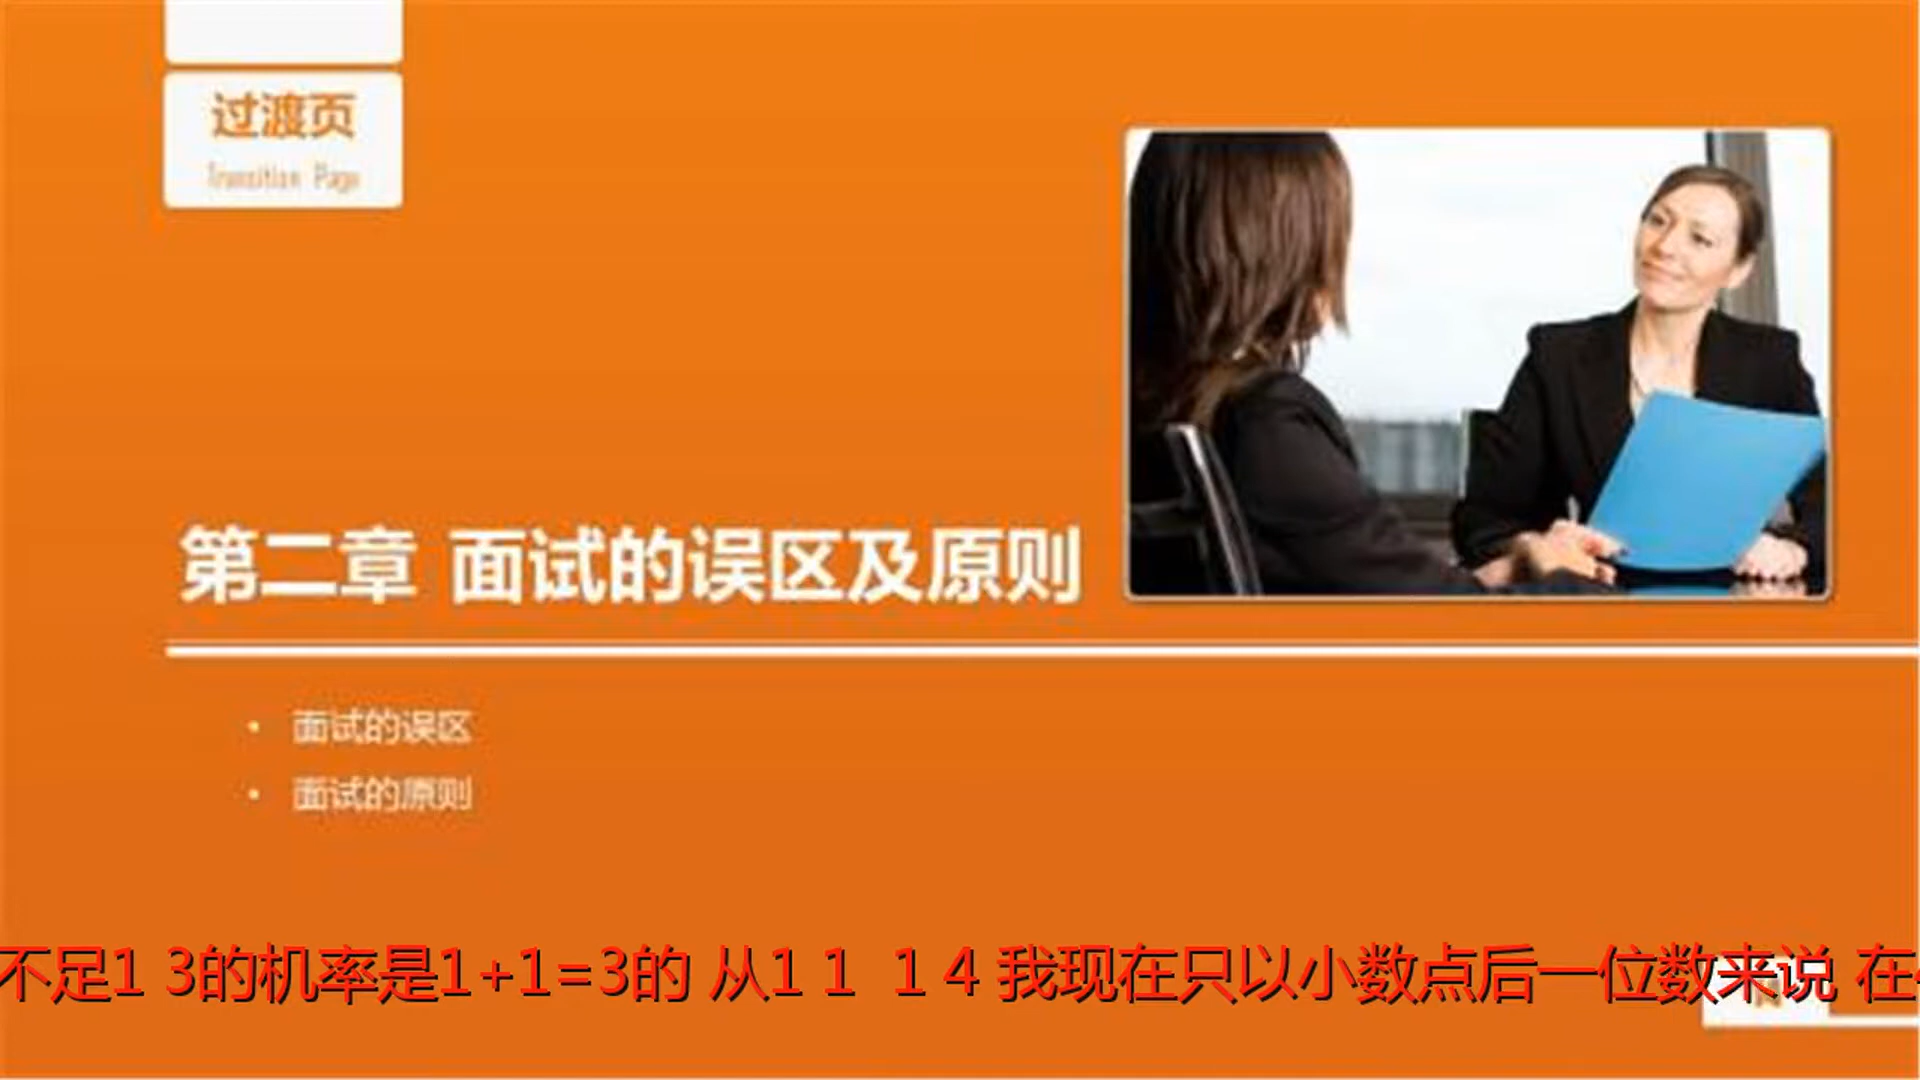 过渡页
Transition Page
第二章 面试的误区及原则
• 面试的误区
• 面试的原则
不足1 3的机率是1+1=3的 从1 1 1 4 我现在只以小数点后一位数来说 在